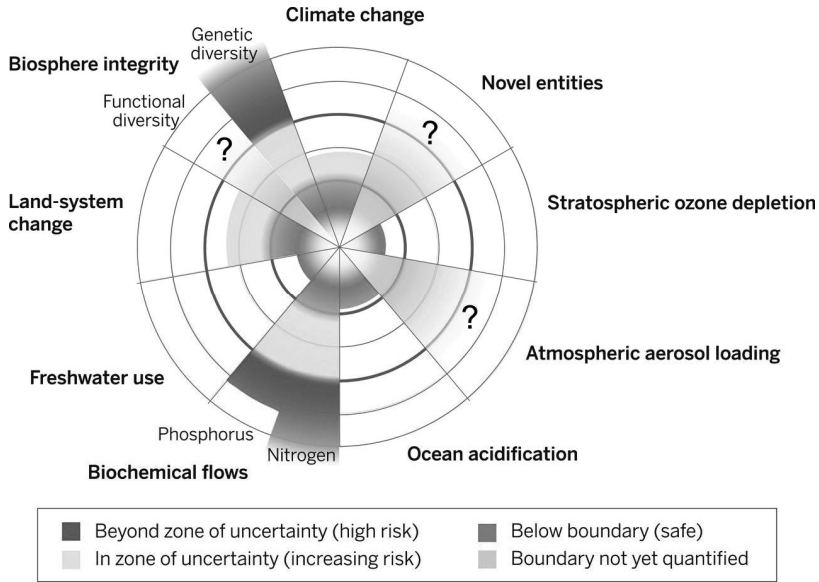 Climate change
Genetic
diversity
Biosphere integrity
Novel entities
Functional
diversity
?
?
Land-system
change
Stratospheric ozone depletion
?
Atmospheric aerosol loading
Freshwater use
Phosphorus
Nitrogen
Ocean acidification
Biochemical flows
Beyond zone of uncertainty (high risk)
Below boundary (safe)
In zone of uncertainty (increasing risk)
Boundary not yet quantified